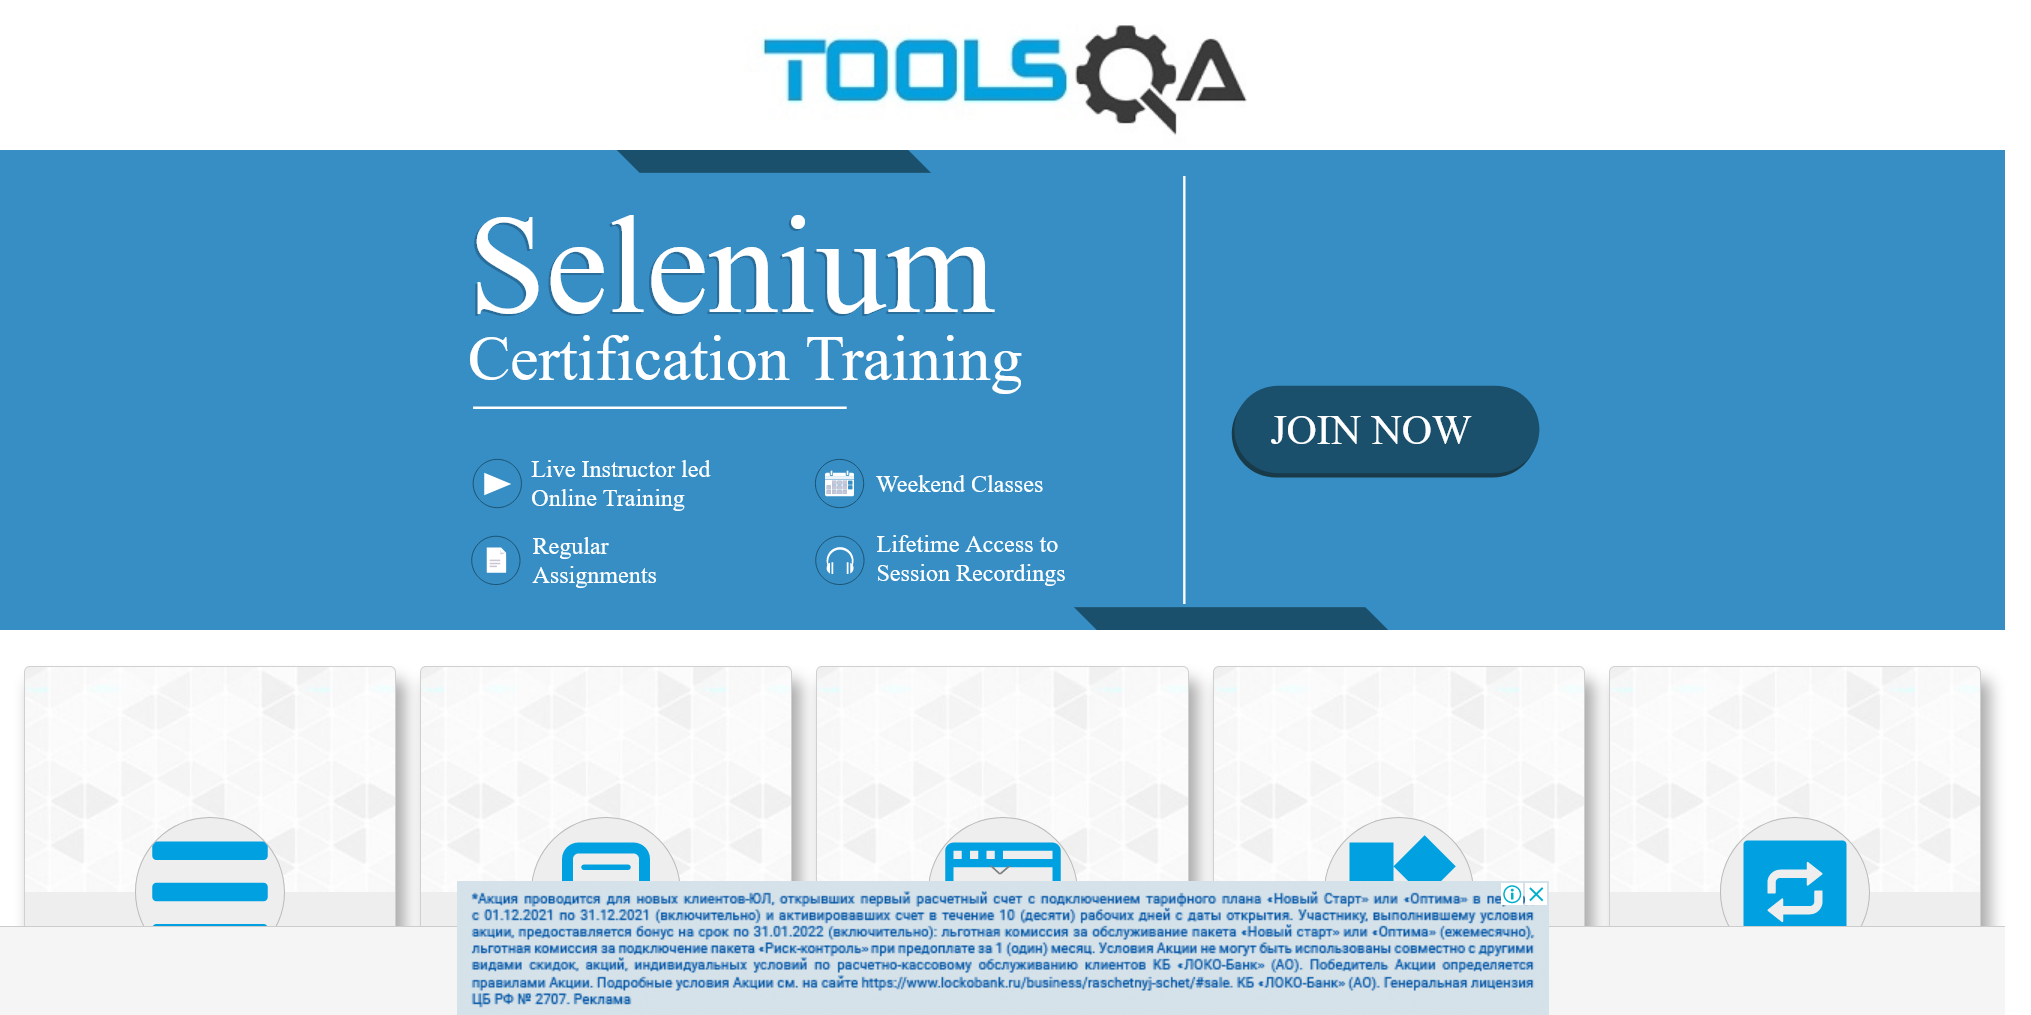 TOOLSQA
Selenium
Certification Training
JOIN NOW
Live Instructor led
Online Training
Weekend Classes
Regular
Assignments
Lifetime Access to
Session Recordings
*Акция проводится для новых клиентов-ЮЛ, открывших первый расчетный счет с подключением тарифного плана «Новый Старт» или «Оптима» в
с 01.12.2021 по 31.12.2021 (включительно) и активировавших счет в течение 10 (десяти) рабочих дней с даты открытия. Участнику, выполнившему условия
акции, предоставляется бонус на срок по 31.01.2022 (включительно): льготная комиссия за обслуживание пакета «Новый старт» или «Оптима» (ежемесячно),
льготная комиссия за подключение пакета «Риск-контроль» при предоплате за 1 (один) месяц. Условия Акции не могут быть использованы совместно с другими
видами скидок, акций, индивидуальных условий по расчетно-кассовому обслуживанию клиентов КБ «ЛОКО-Банк» (АО). Победитель Акции определяется
правилами Акции. Подробные условия Акции см. на сайте https://www.lockobank.ru/business/raschetnyj-schet/#sale. КБ «ЛОКО-Банк» (АО). Генеральная лицензия
ЦБ РФ № 2707. Реклама